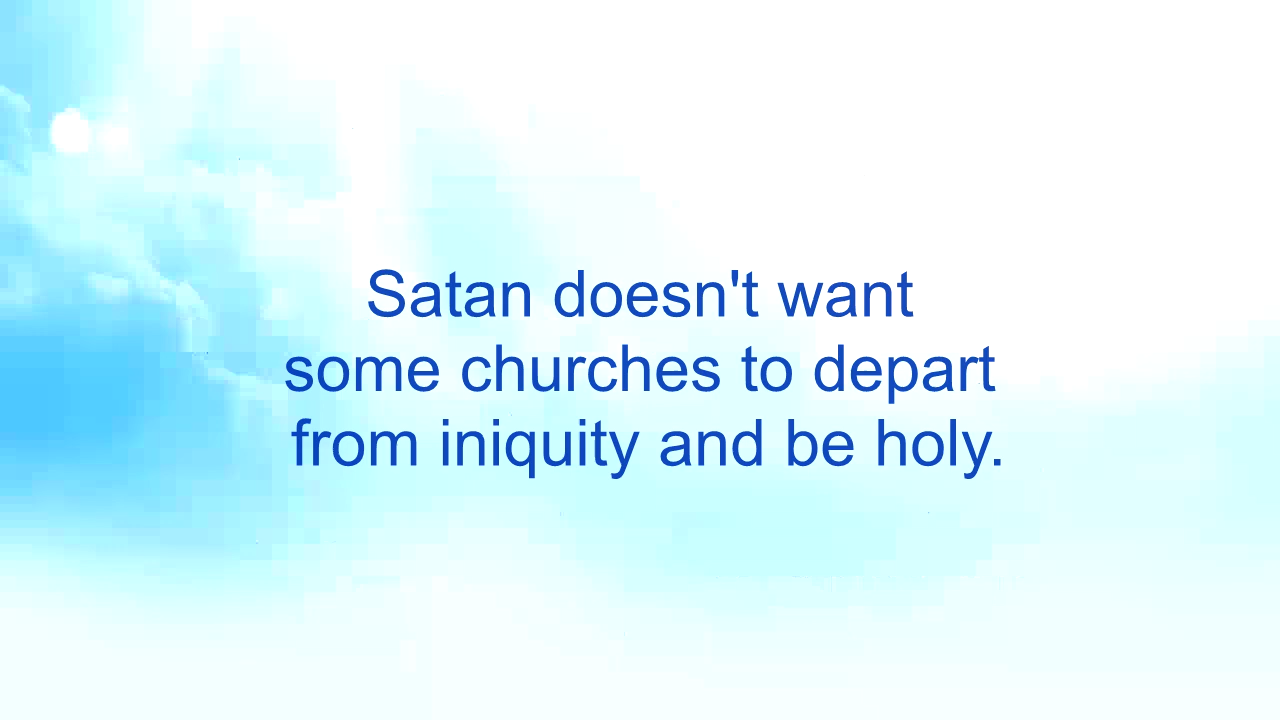 Satan doesn't want
some churches to depart
from iniquity and be holy.